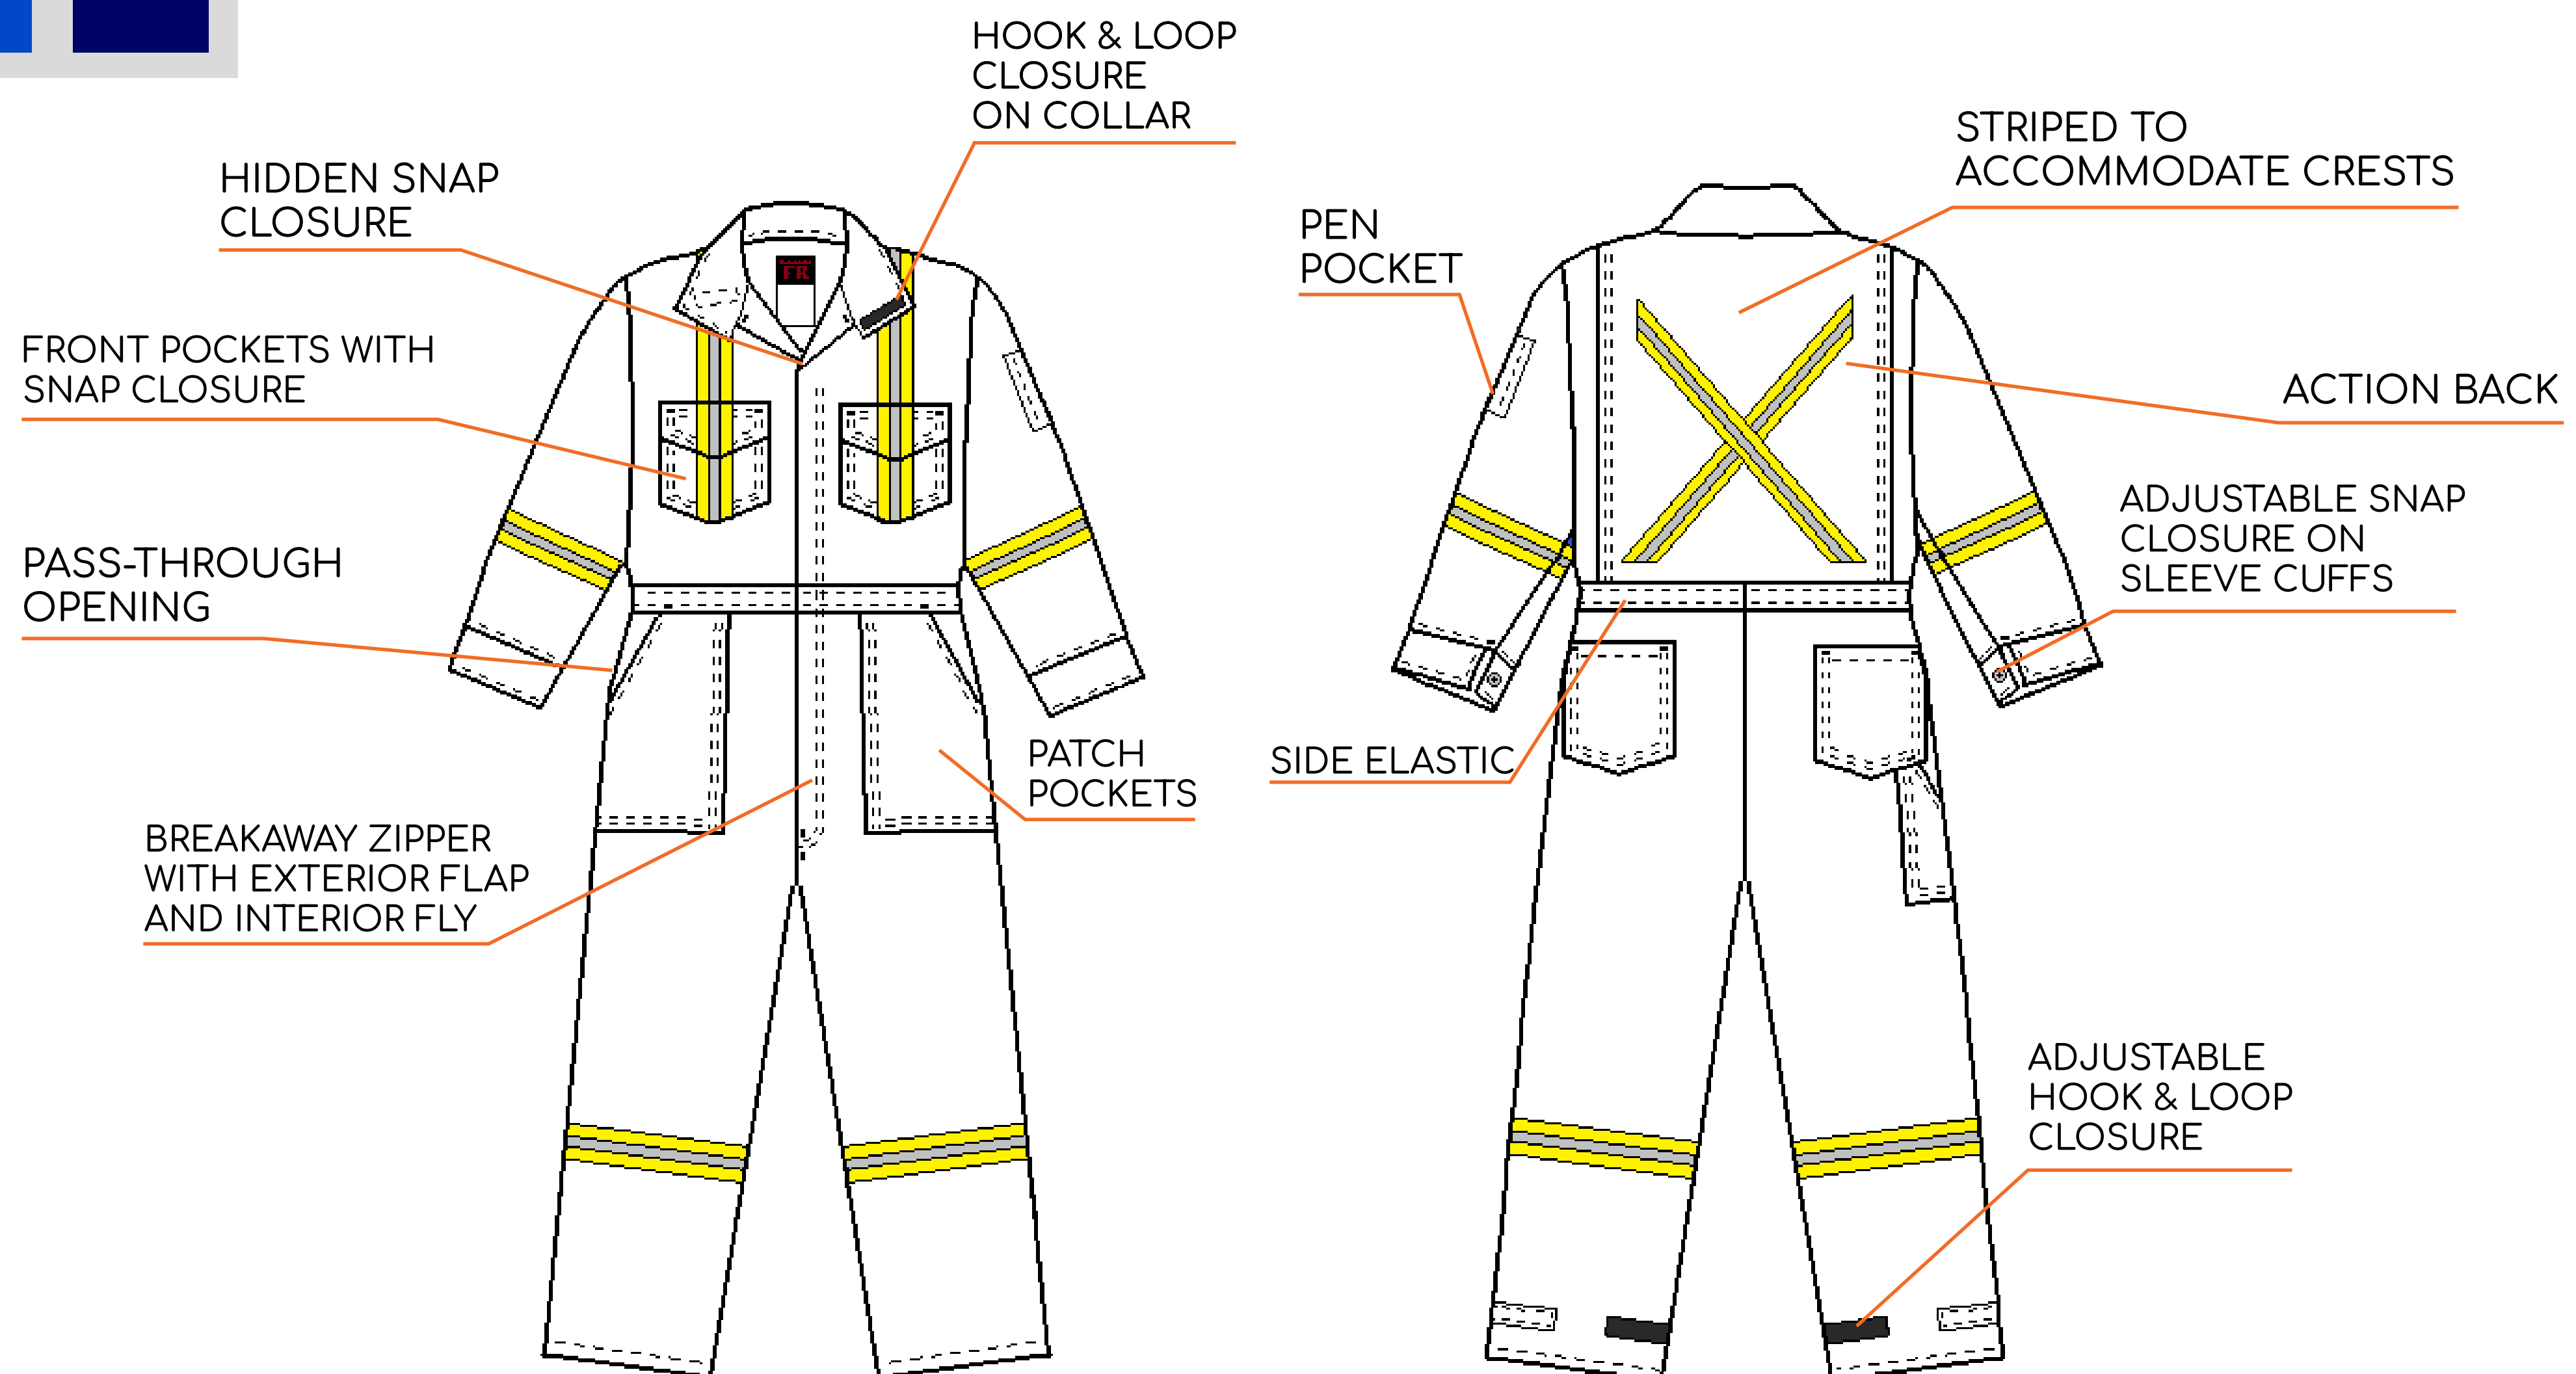 HOOK & LOOP
CLOSURE
ON COLLAR
HIDDEN SNAP
CLOSURE
FRONT POCKETS WITH
SNAP CLOSURE
PASS-THROUGH
OPENING
BREAKAWAY ZIPPER
WITH EXTERIOR FLAP
AND INTERIOR FLY
PATCH
POCKETS
FR
STRIPED TO
ACCOMMODATE CRESTS
PEN
POCKET
ACTION BACK
ADJUSTABLE SNAP
CLOSURE ON
SLEEVE CUFFS
SIDE ELASTIC
ADJUSTABLE
HOOK & LOOP
CLOSURE